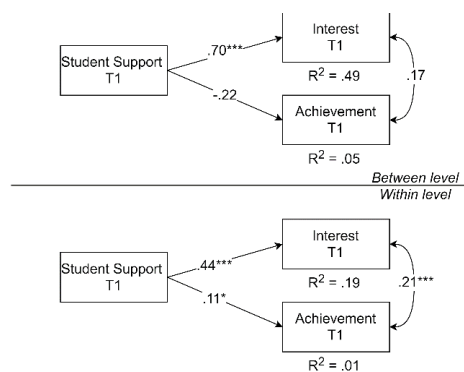 Interest
T1
.70***
Student Support
T1
R² = .49
.17
-.22
Achievement
T1
R² = .05
Between level
Within level
Interest
T1
.44***
Student Support
T1
R² = .19
.21***
.11*
Achievement
T1
R² = .01